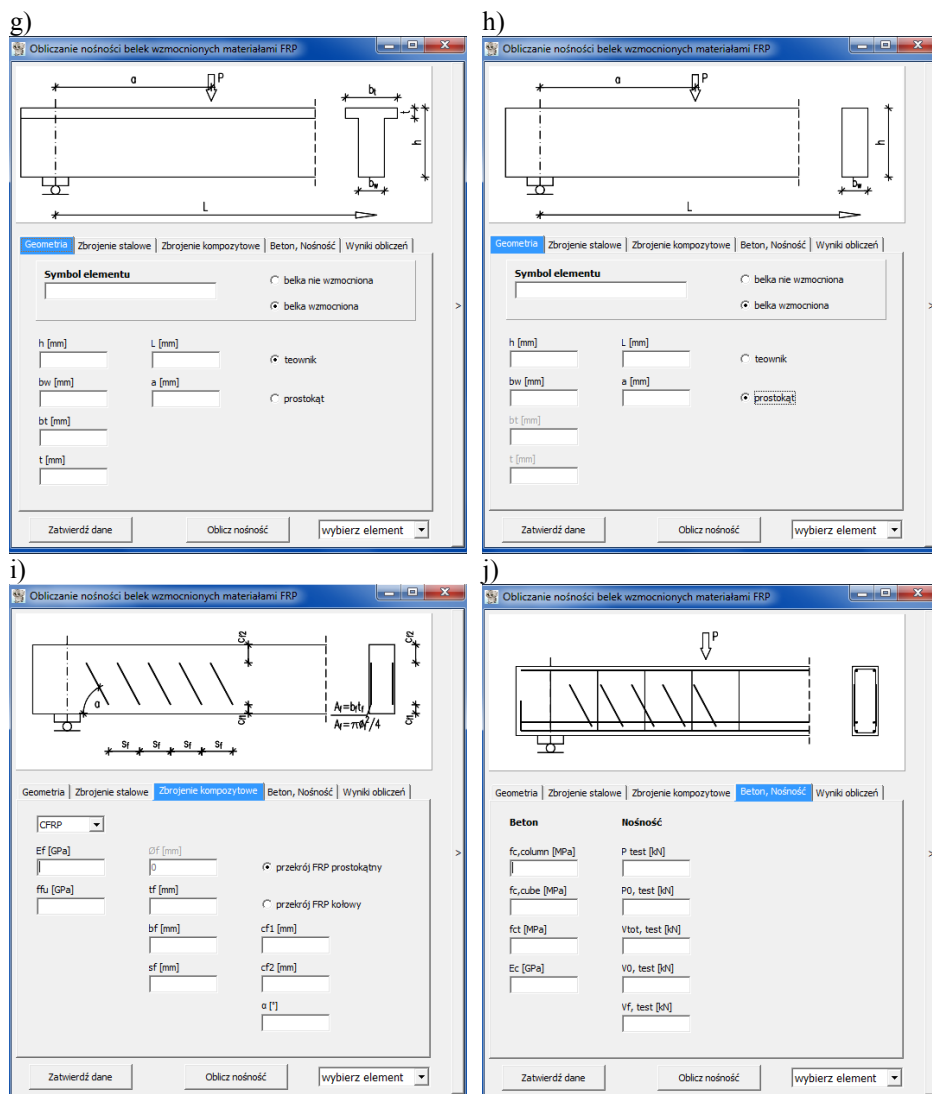 g)
Obliczanie nośności belek wzmocnionych materiałami FRP
a
P
bt
t
h
bw
L
Geometria Zbrojenie stalowe Zbrojenie kompozytowe Beton, Nośność Wyniki obliczeń
Symbol elementu
belka nie wzmocniona
belka wzmocniona
>
h [mm] L [mm]
teownik
bw [mm] a [mm]
prostokąt
bt [mm]
t [mm]
Zatwierdź dane Oblicz nośność wybierz element
h)
Obliczanie nośności belek wzmocnionych materiałami FRP
a
P
h
bw
L
Geometria Zbrojenie stalowe Zbrojenie kompozytowe Beton, Nośność Wyniki obliczeń
Symbol elementu
belka nie wzmocniona
belka wzmocniona
>
h [mm] L [mm]
teownik
bw [mm] a [mm]
prostokąt
bt [mm]
t [mm]
Zatwierdź dane Oblicz nośność wybierz element
i)
Obliczanie nośności belek wzmocnionych materiałami FRP
cf2 cf2
α
Af=bftf
Af=πøf²/4
cf1 cf1
sf sf sf sf
Geometria Zbrojenie stalowe Zbrojenie kompozytowe Beton, Nośność Wyniki obliczeń
CFRP
Ef [GPa] Øf [mm]
0
przekrój FRP prostokątny
>
ffu [GPa] tf [mm]
przekrój FRP kołowy
bf [mm] cf1 [mm]
sf [mm] cf2 [mm]
α [°]
Zatwierdź dane Oblicz nośność wybierz element
j)
Obliczanie nośności belek wzmocnionych materiałami FRP
P
Geometria Zbrojenie stalowe Zbrojenie kompozytowe Beton, Nośność Wyniki obliczeń
Beton Nośność
fc,column [MPa] P test [kN]
>
fc,cube [MPa] P0, test [kN]
fct [MPa] Vtot, test [kN]
Ec [GPa] V0, test [kN]
Vf, test [kN]
Zatwierdź dane Oblicz nośność wybierz element